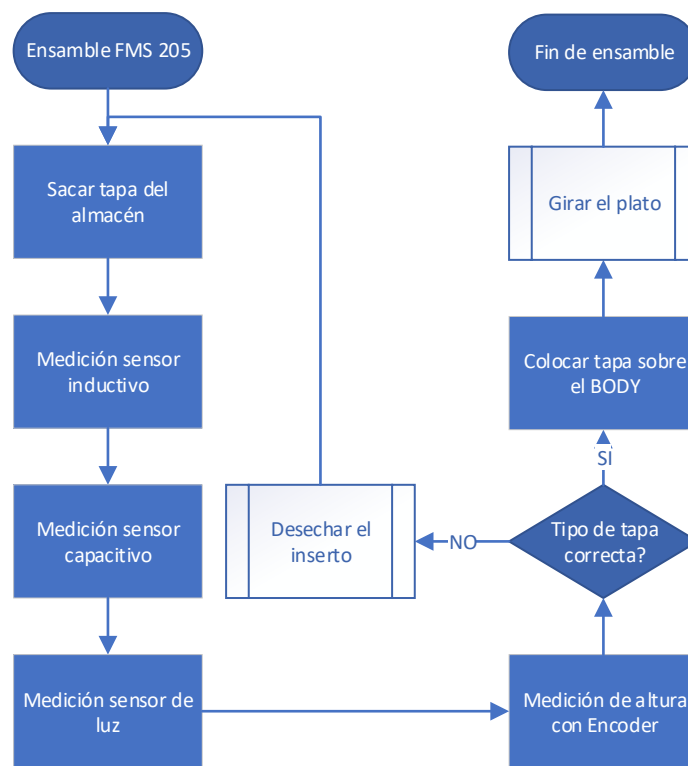 Ensamble FMS 205
Sacar tapa del
almacén
Medición sensor
inductivo
Medición sensor
capacitivo
Medición sensor de
luz
Medición de altura
con Encoder
Tipo de tapa
correcta?
NO
Desechar el
inserto
SÍ
Colocar tapa sobre
el BODY
Girar el plato
Fin de ensamble